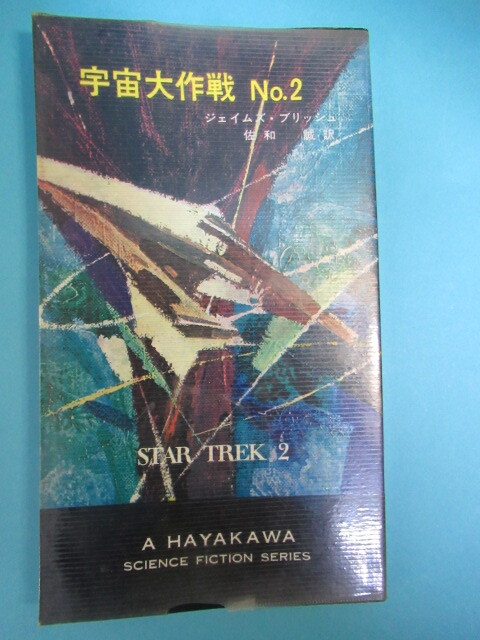 宇宙大作戦 No.2
ジェイムズ・ブリッシュ
佐和 誠 訳
STAR TREK 2
A HAYAKAWA
SCIENCE FICTION SERIES